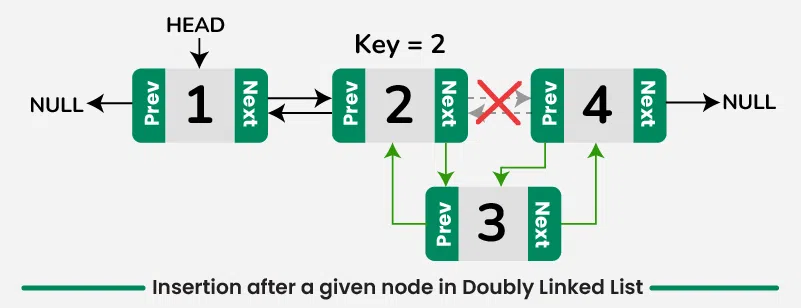 HEAD
Key = 2
NULL
Prev 1 Next
Prev 2 Next
Prev 4 Next
NULL
Prev 3 Next
Insertion after a given node in Doubly Linked List